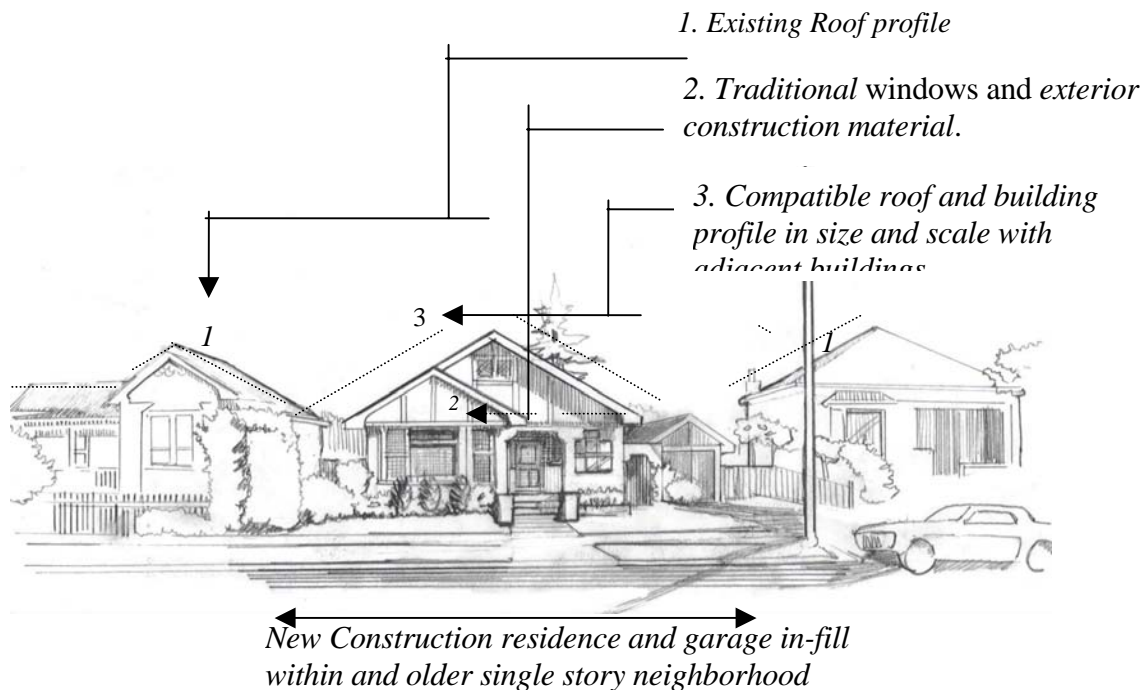 1. Existing Roof profile
2. Traditional windows and exterior
construction material.
3. Compatible roof and building
profile in size and scale with
adjacent buildings
1
3
2
1
New Construction residence and garage in-fill
within and older single story neighborhood